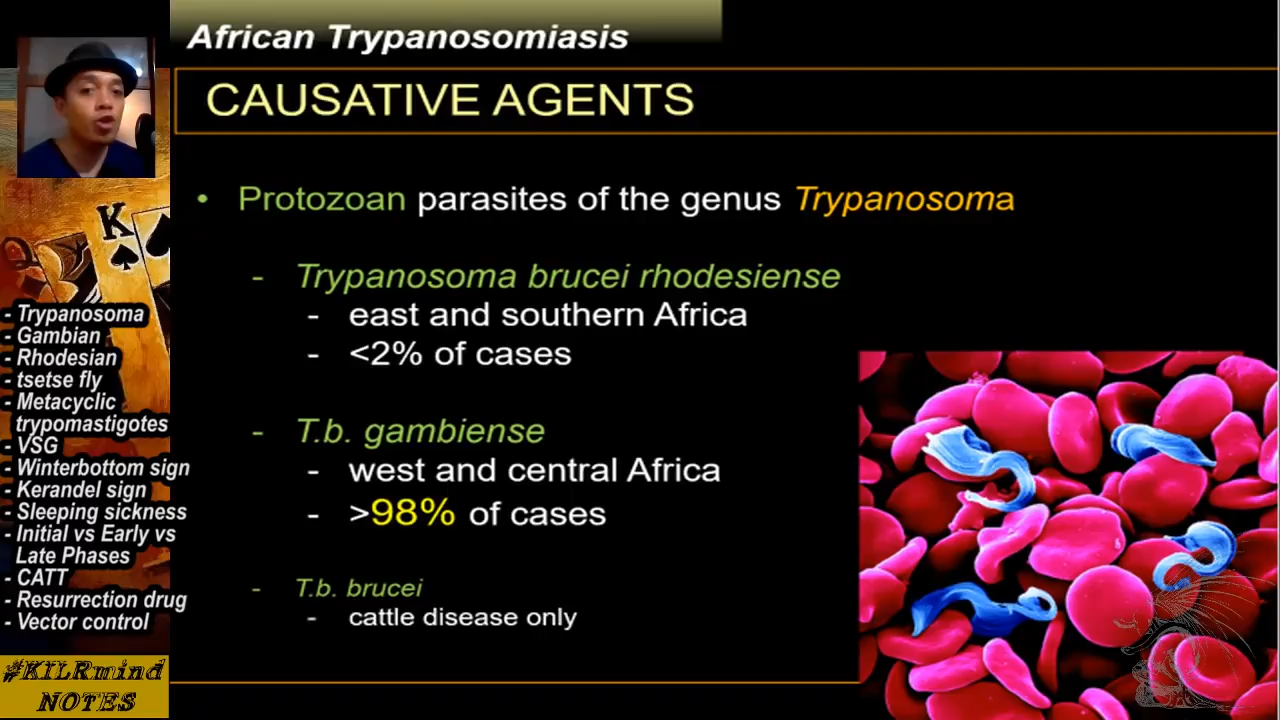 African Trypanosomiasis
CAUSATIVE AGENTS
• Protozoan parasites of the genus Trypanosoma
- Trypanosoma brucei rhodesiense
- east and southern Africa
- <2% of cases
- T.b. gambiense
- west and central Africa
- >98% of cases
- T.b. brucei
- cattle disease only
- Trypanosoma
- Gambian
- Rhodesian
- tsetse fly
- Metacyclic
trypomastigotes
- VSG
- Winterbottom sign
- Kerandel sign
- Sleeping sickness
- Initial vs Early vs
Late Phases
- CATT
- Resurrection drug
- Vector control
#KILRmind
NOTES
K